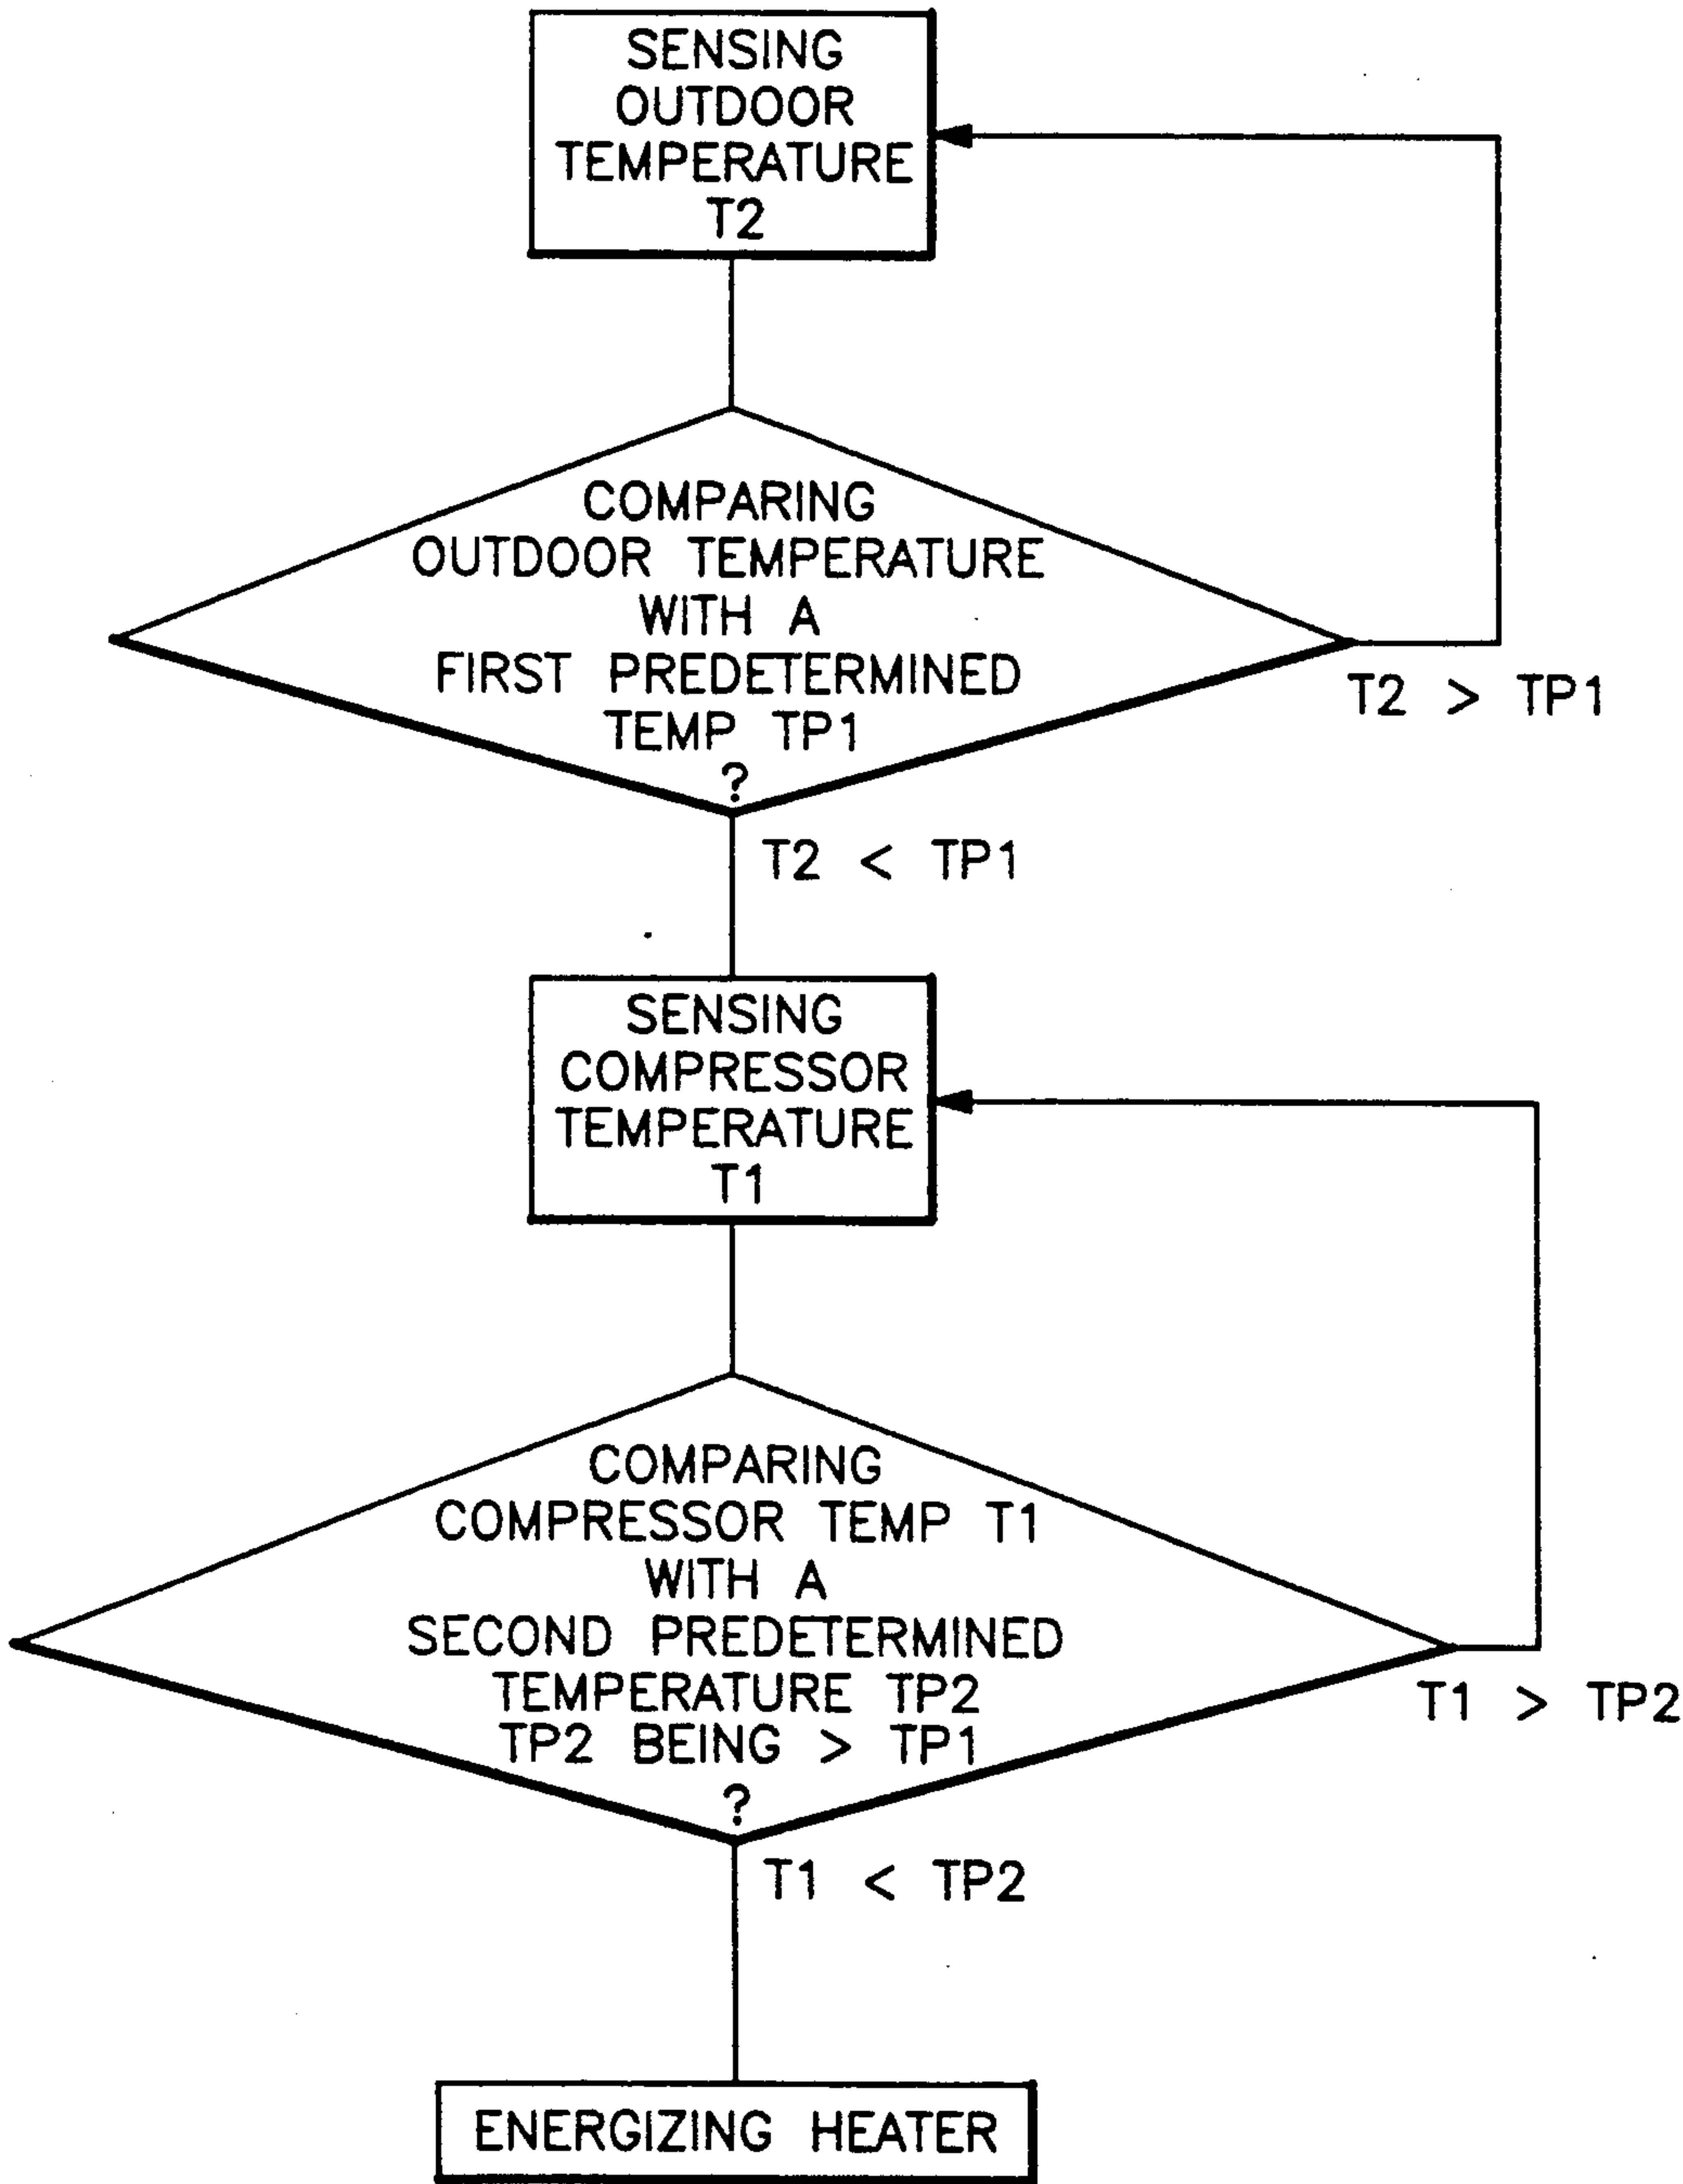 SENSING
OUTDOOR
TEMPERATURE
T2
COMPARING
OUTDOOR TEMPERATURE
WITH A
FIRST PREDETERMINED
TEMP TP1
?
T2 > TP1
T2 < TP1
SENSING
COMPRESSOR
TEMPERATURE
T1
COMPARING
COMPRESSOR TEMP T1
WITH A
SECOND PREDETERMINED
TEMPERATURE TP2
TP2 BEING > TP1
?
T1 > TP2
T1 < TP2
ENERGIZING HEATER